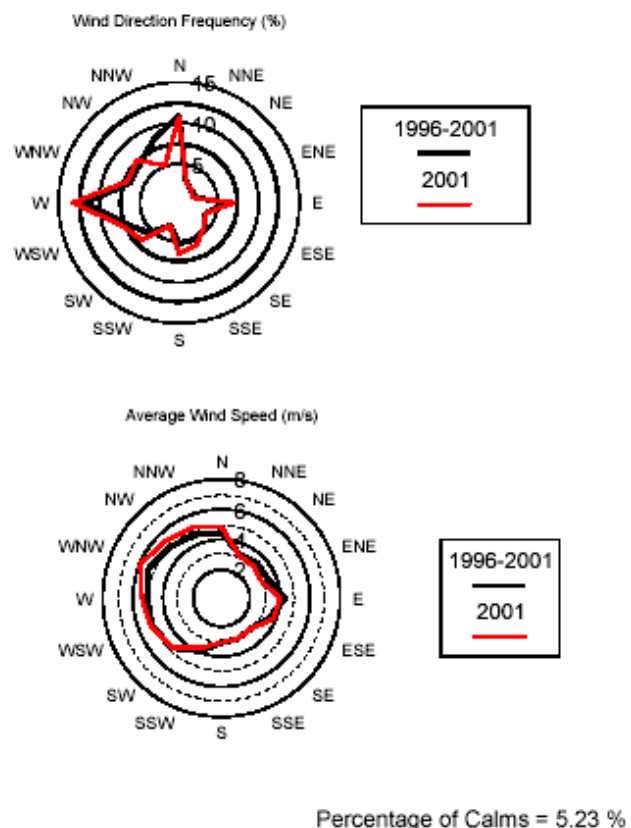 Wind Direction Frequency (%)
N
NNW NNE
15
NW NE
10
WNW ENE
5
W E
WSW ESE
SW SE
SSW SSE
S
1996-2001
2001
Average Wind Speed (m/s)
N
NNW NNE
8
NW NE
6
WNW ENE
4
2
W E
WSW ESE
SW SE
SSW SSE
S
1996-2001
2001
Percentage of Calms = 5.23 %